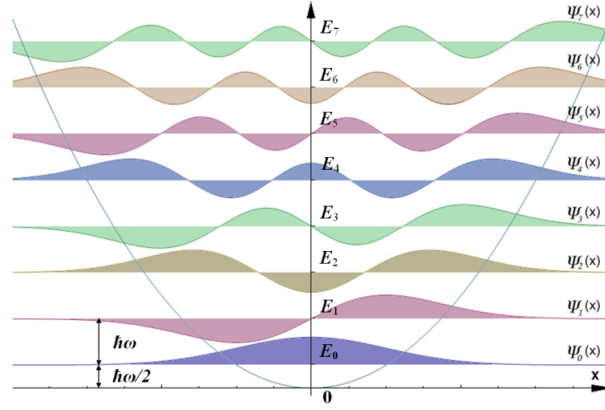 E₇ Ψ₇(x)
E₆ Ψ₆(x)
E₅ Ψ₅(x)
E₄ Ψ₄(x)
E₃ Ψ₃(x)
E₂ Ψ₂(x)
E₁ Ψ₁(x)
ħω E₀ Ψ₀(x)
ħω/2 x
0